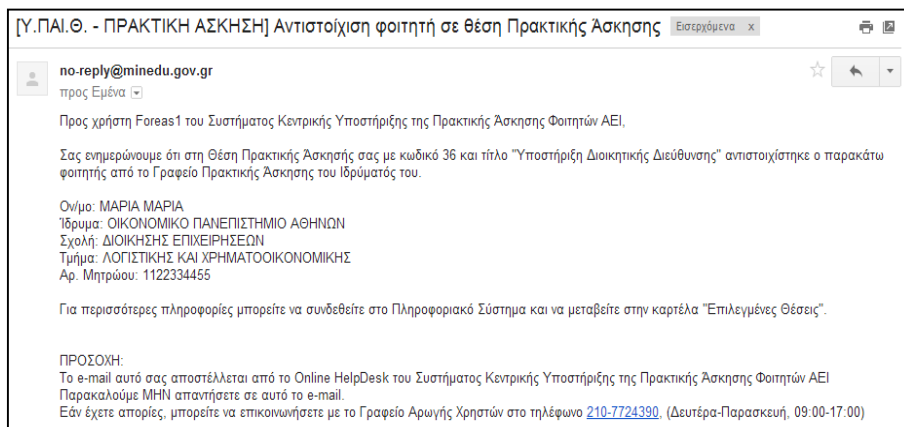 [Υ.ΠΑΙ.Θ. - ΠΡΑΚΤΙΚΗ ΑΣΚΗΣΗ] Αντιστοίχιση φοιτητή σε θέση Πρακτικής Άσκησης Εισερχόμενα x
no-reply@minedu.gov.gr
προς Εμένα
Προς χρήστη Foreas1 του Συστήματος Κεντρικής Υποστήριξης της Πρακτικής Άσκησης Φοιτητών ΑΕΙ,
Σας ενημερώνουμε ότι στη Θέση Πρακτικής Άσκησής σας με κωδικό 36 και τίτλο "Υποστήριξη Διοικητικής Διεύθυνσης" αντιστοιχίστηκε ο παρακάτω
φοιτητής από το Γραφείο Πρακτικής Άσκησης του Ιδρύματός του.
Ον/μο: ΜΑΡΙΑ ΜΑΡΙΑ
Ίδρυμα: ΟΙΚΟΝΟΜΙΚΟ ΠΑΝΕΠΙΣΤΗΜΙΟ ΑΘΗΝΩΝ
Σχολή: ΔΙΟΙΚΗΣΗΣ ΕΠΙΧΕΙΡΗΣΕΩΝ
Τμήμα: ΛΟΓΙΣΤΙΚΗΣ ΚΑΙ ΧΡΗΜΑΤΟΟΙΚΟΝΟΜΙΚΗΣ
Αρ. Μητρώου: 1122334455
Για περισσότερες πληροφορίες μπορείτε να συνδεθείτε στο Πληροφοριακό Σύστημα και να μεταβείτε στην καρτέλα "Επιλεγμένες Θέσεις".
ΠΡΟΣΟΧΗ:
Το e-mail αυτό σας αποστέλλεται από το Online HelpDesk του Συστήματος Κεντρικής Υποστήριξης της Πρακτικής Άσκησης Φοιτητών ΑΕΙ
Παρακαλούμε ΜΗΝ απαντήσετε σε αυτό το e-mail.
Εάν έχετε απορίες, μπορείτε να επικοινωνήσετε με το Γραφείο Αρωγής Χρηστών στο τηλέφωνο 210-7724390, (Δευτέρα-Παρασκευή, 09:00-17:00)